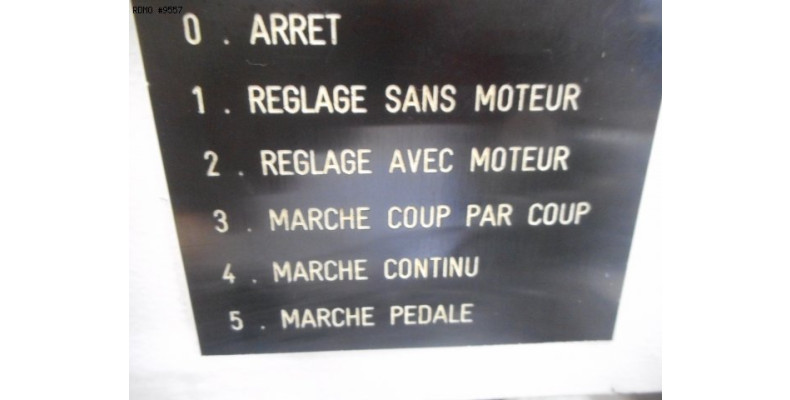 ROMO #9557
0 . ARRET
1 . REGLAGE SANS MOTEUR
2 . REGLAGE AVEC MOTEUR
3 . MARCHE COUP PAR COUP
4 . MARCHE CONTINU
5 . MARCHE PEDALE